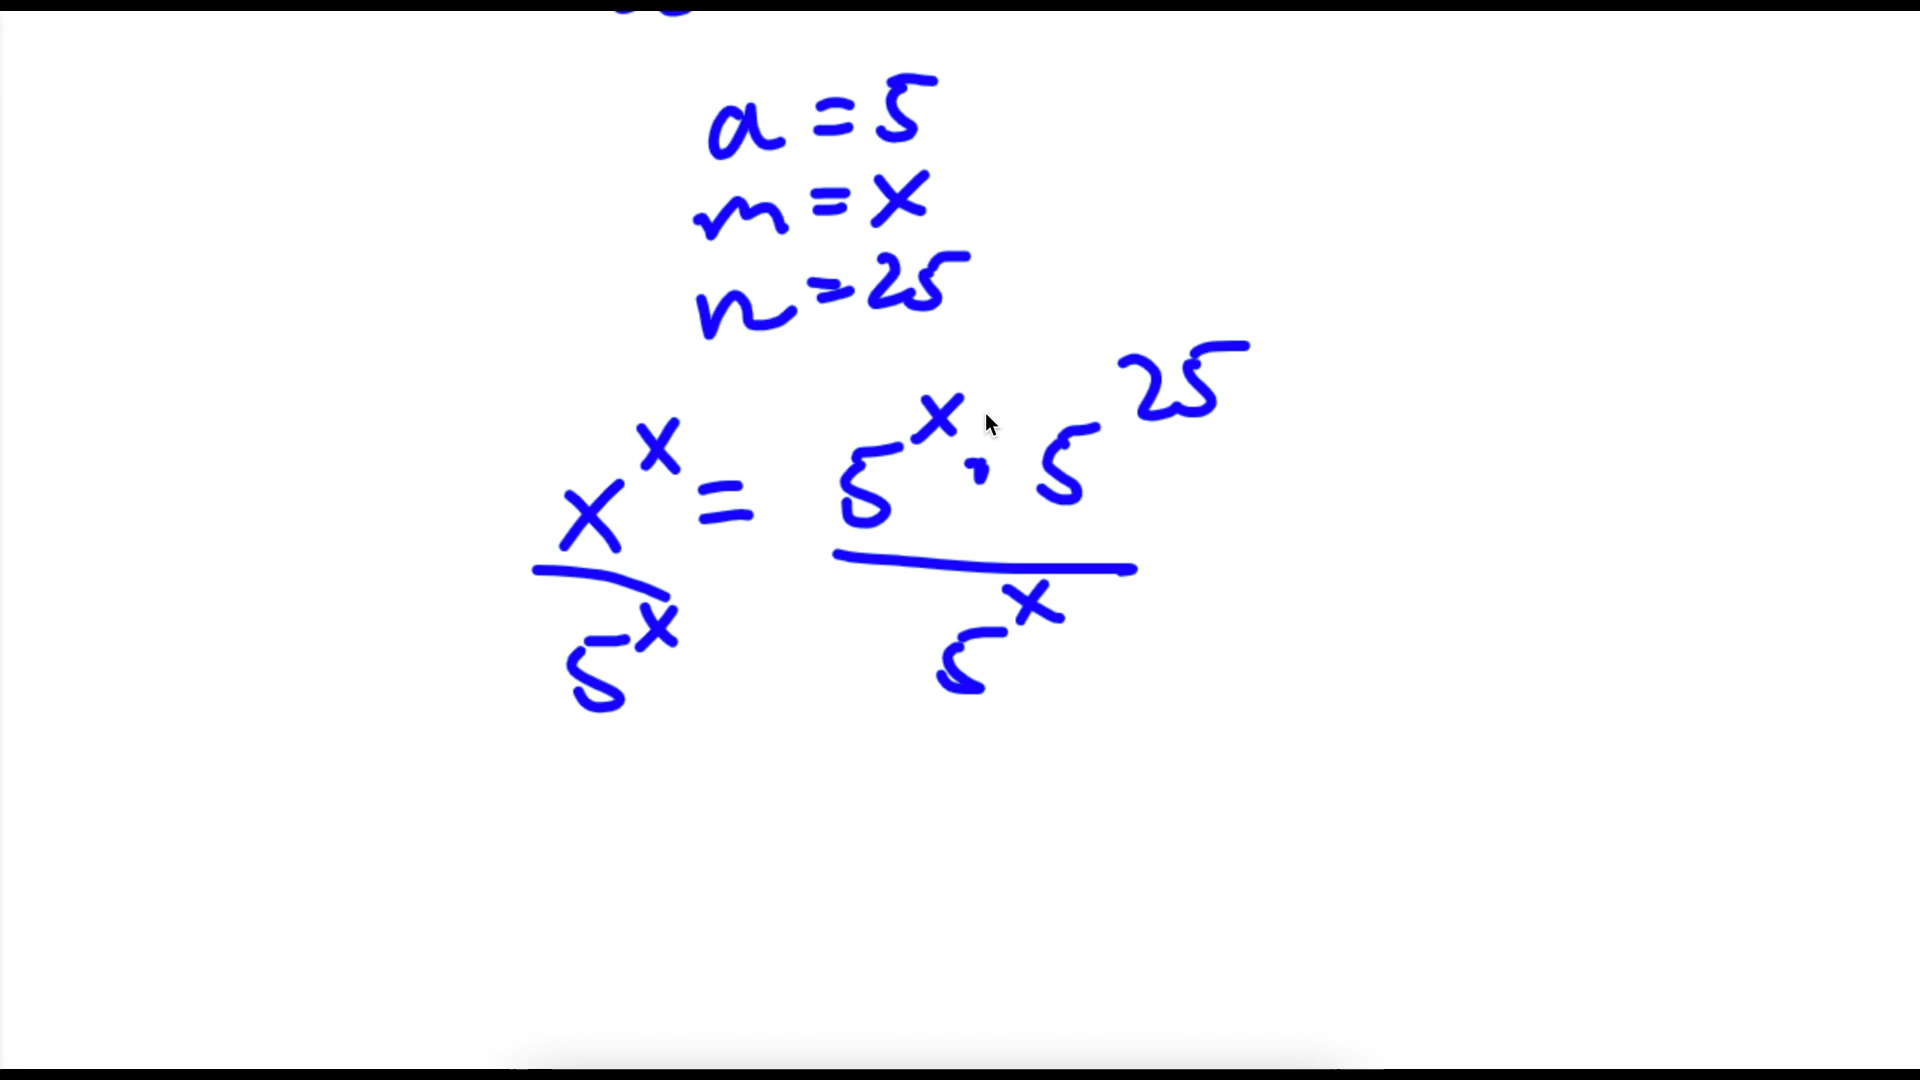 a = 5
m = x
n = 25
x^x / 5^x = 5^x · 5^25 / 5^x